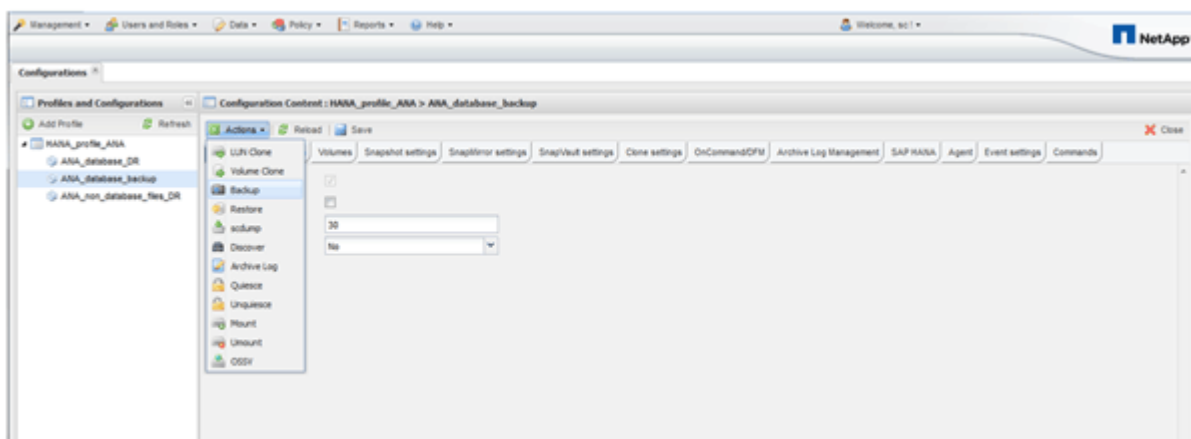 Management Users and Roles Data Policy Reports Help Welcome, sc!
NetApp
Configurations
Profiles and Configurations
Configuration Content : HANA_profile_ANA > ANA_database_backup
Add Profile Refresh
Actions Reload Save Close
HANA_profile_ANA
ANA_database_DR
ANA_database_backup
ANA_non_database_files_DR
Volumes Snapshot settings SnapMirror settings SnapVault settings Clone settings OnCommand/DFM Archive Log Management SAP HANA Agent Event settings Commands
LUN Clone
Volume Clone
Backup
Restore
scdump
Discover
Archive Log
Quiesce
Unquiesce
Mount
Umount
OSSV
30
No